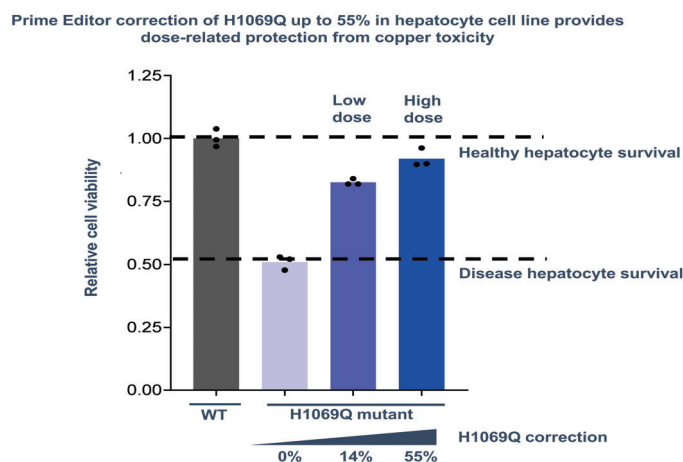 Prime Editor correction of H1069Q up to 55% in hepatocyte cell line provides
dose-related protection from copper toxicity
Relative cell viability
1.25
1.00
0.75
0.50
0.25
0.00
Low
dose
High
dose
Healthy hepatocyte survival
Disease hepatocyte survival
WT
H1069Q mutant
H1069Q correction
0%
14%
55%